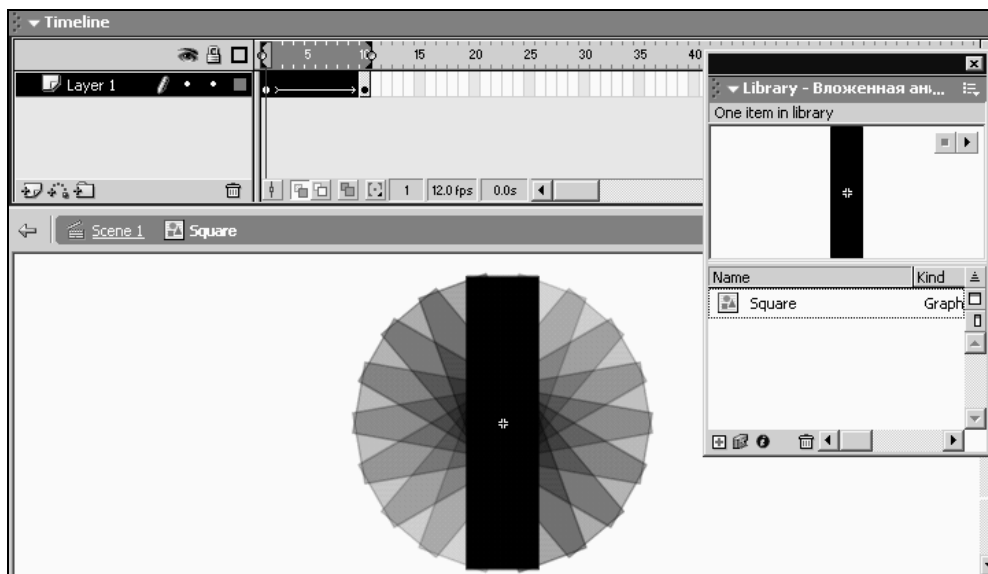 Timeline
5 10 15 20 25 30 35 40
Layer 1
1 12.0 fps 0.0s
Scene 1 Square
Library - Вложенная ани...
One item in library
Name Kind
Square Graph